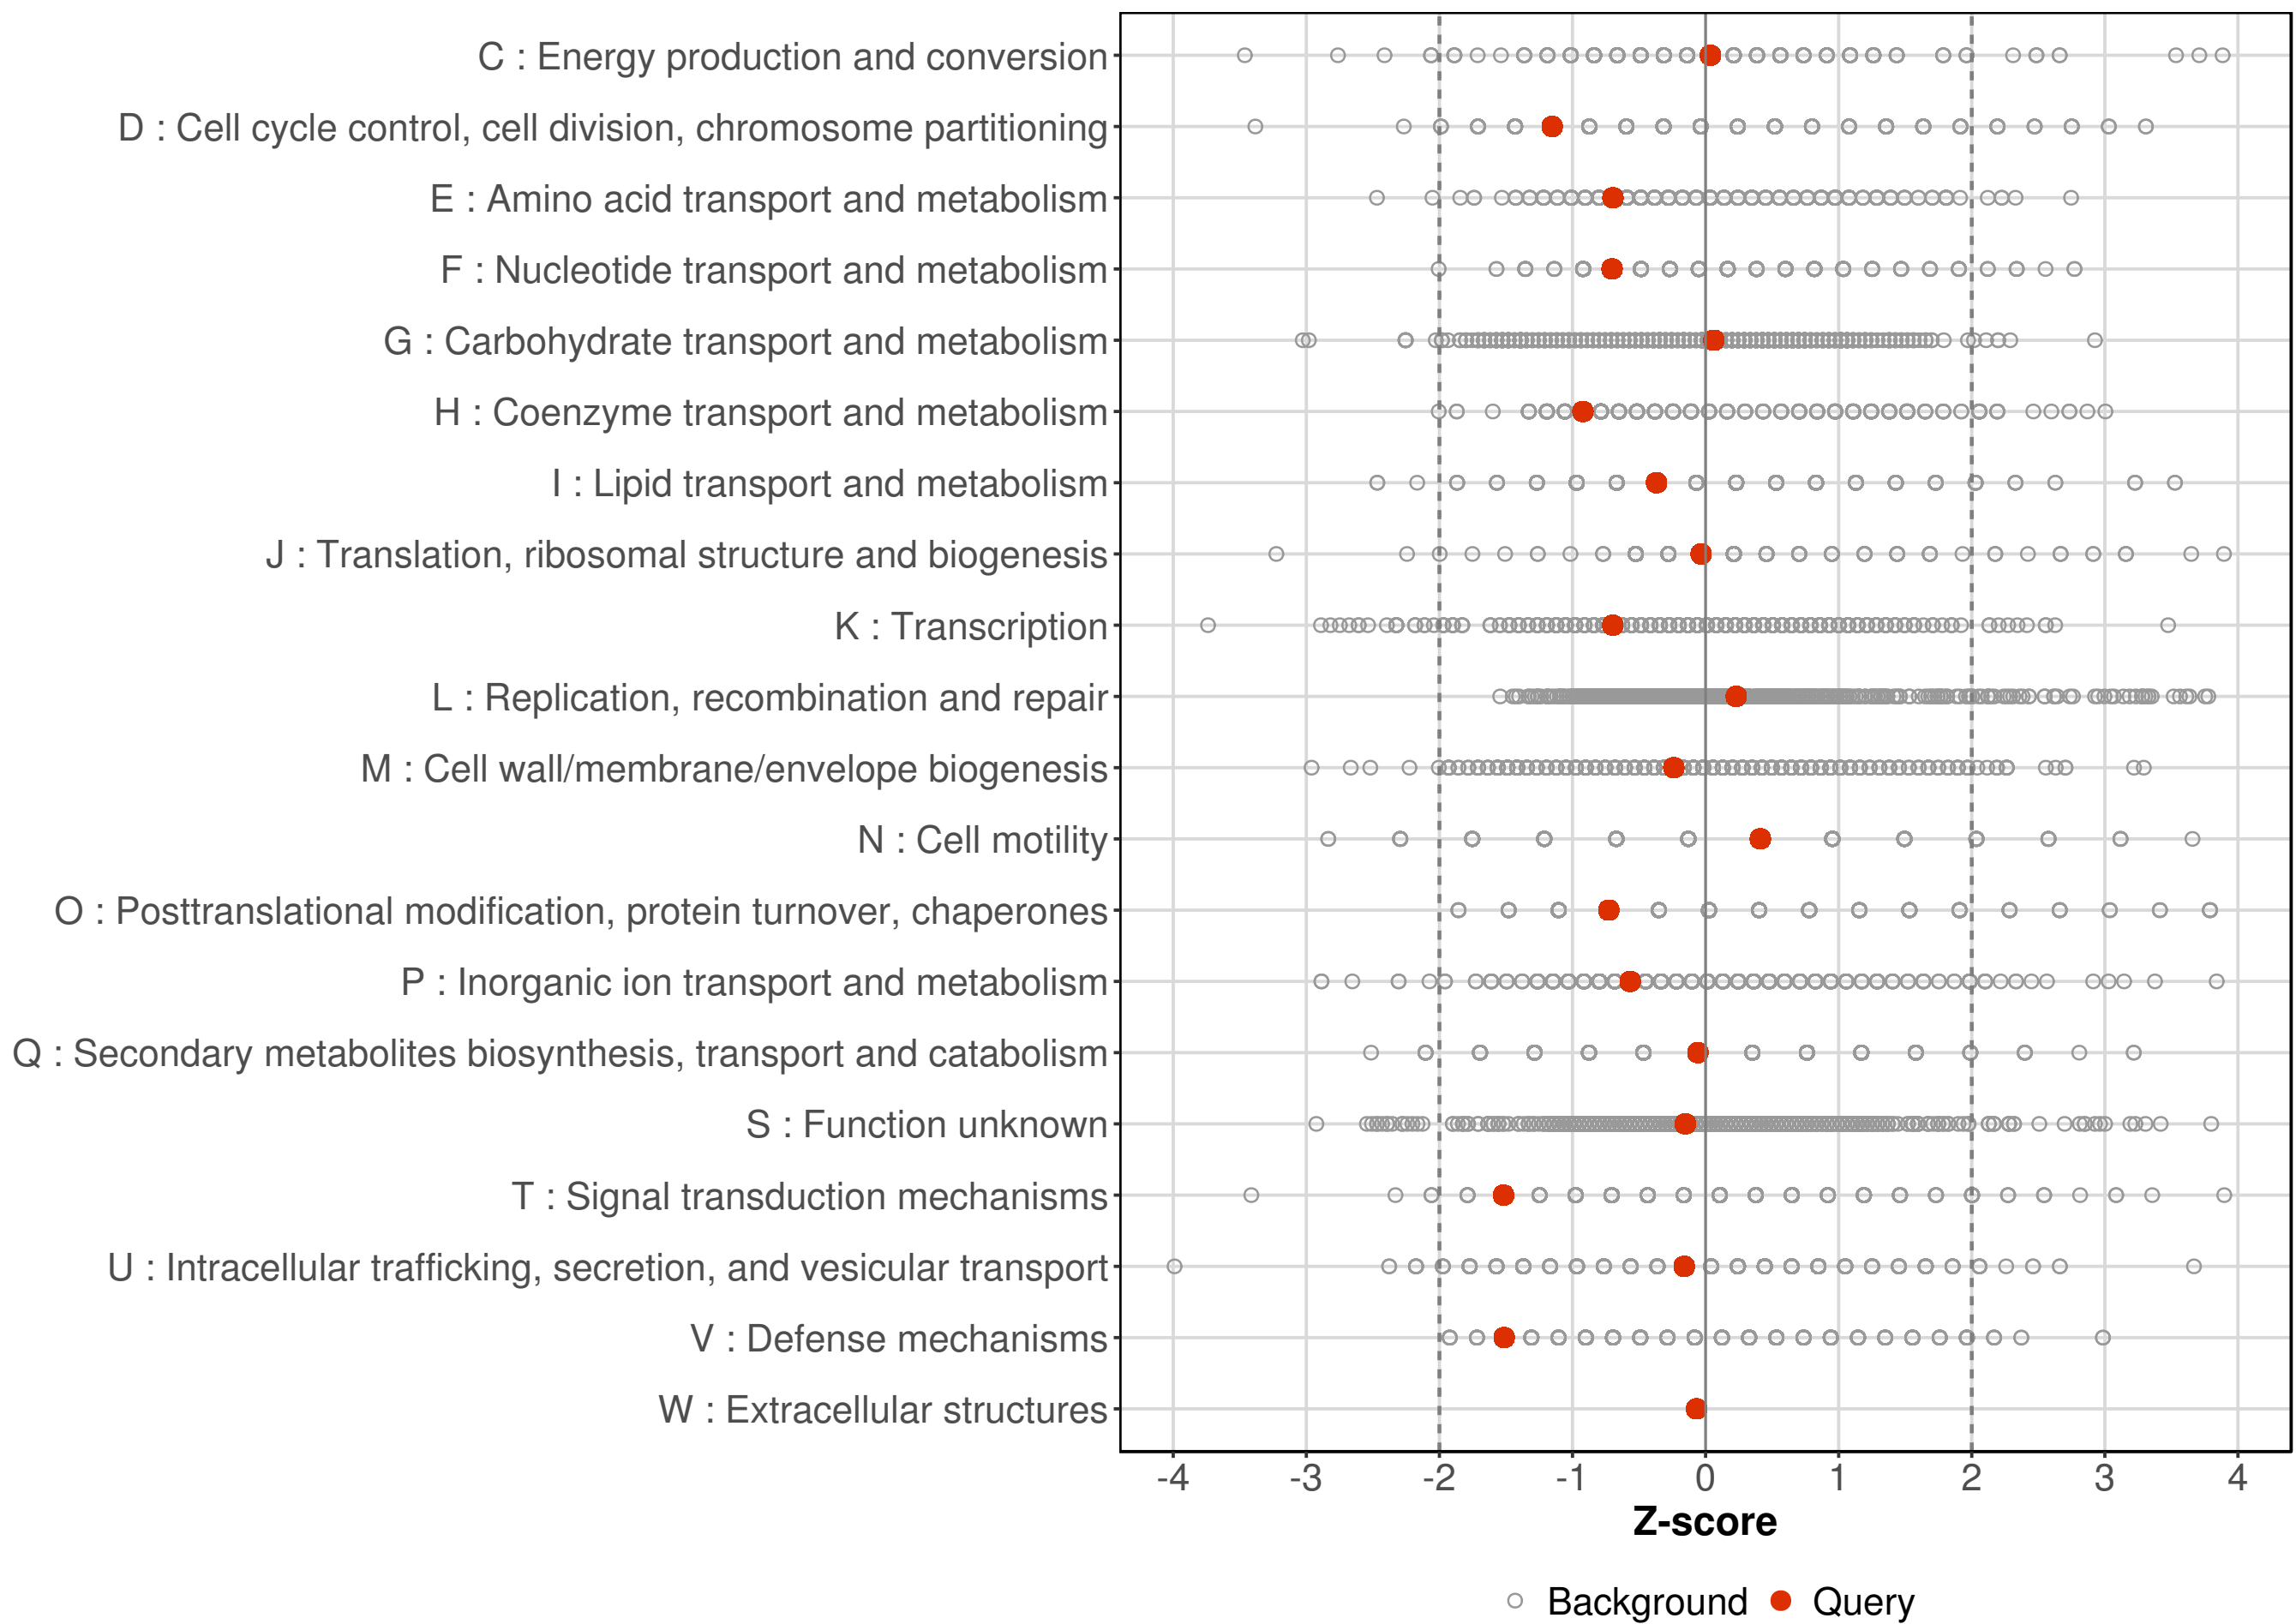 C : Energy production and conversion
D : Cell cycle control, cell division, chromosome partitioning
E : Amino acid transport and metabolism
F : Nucleotide transport and metabolism
G : Carbohydrate transport and metabolism
H : Coenzyme transport and metabolism
I : Lipid transport and metabolism
J : Translation, ribosomal structure and biogenesis
K : Transcription
L : Replication, recombination and repair
M : Cell wall/membrane/envelope biogenesis
N : Cell motility
O : Posttranslational modification, protein turnover, chaperones
P : Inorganic ion transport and metabolism
Q : Secondary metabolites biosynthesis, transport and catabolism
S : Function unknown
T : Signal transduction mechanisms
U : Intracellular trafficking, secretion, and vesicular transport
V : Defense mechanisms
W : Extracellular structures
-4 -3 -2 -1 0 1 2 3 4
Z-score
Background Query